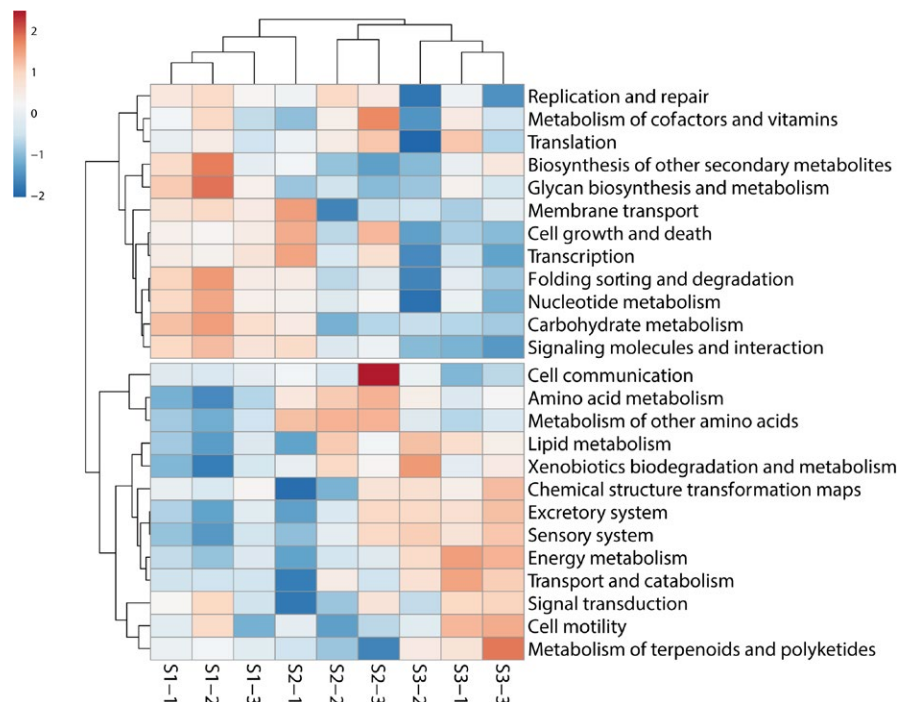 2
1
0
−1
−2
Replication and repair
Metabolism of cofactors and vitamins
Translation
Biosynthesis of other secondary metabolites
Glycan biosynthesis and metabolism
Membrane transport
Cell growth and death
Transcription
Folding sorting and degradation
Nucleotide metabolism
Carbohydrate metabolism
Signaling molecules and interaction
Cell communication
Amino acid metabolism
Metabolism of other amino acids
Lipid metabolism
Xenobiotics biodegradation and metabolism
Chemical structure transformation maps
Excretory system
Sensory system
Energy metabolism
Transport and catabolism
Signal transduction
Cell motility
Metabolism of terpenoids and polyketides
S1−1
S1−2
S1−3
S2−1
S2−2
S2−3
S3−2
S3−1
S3−3